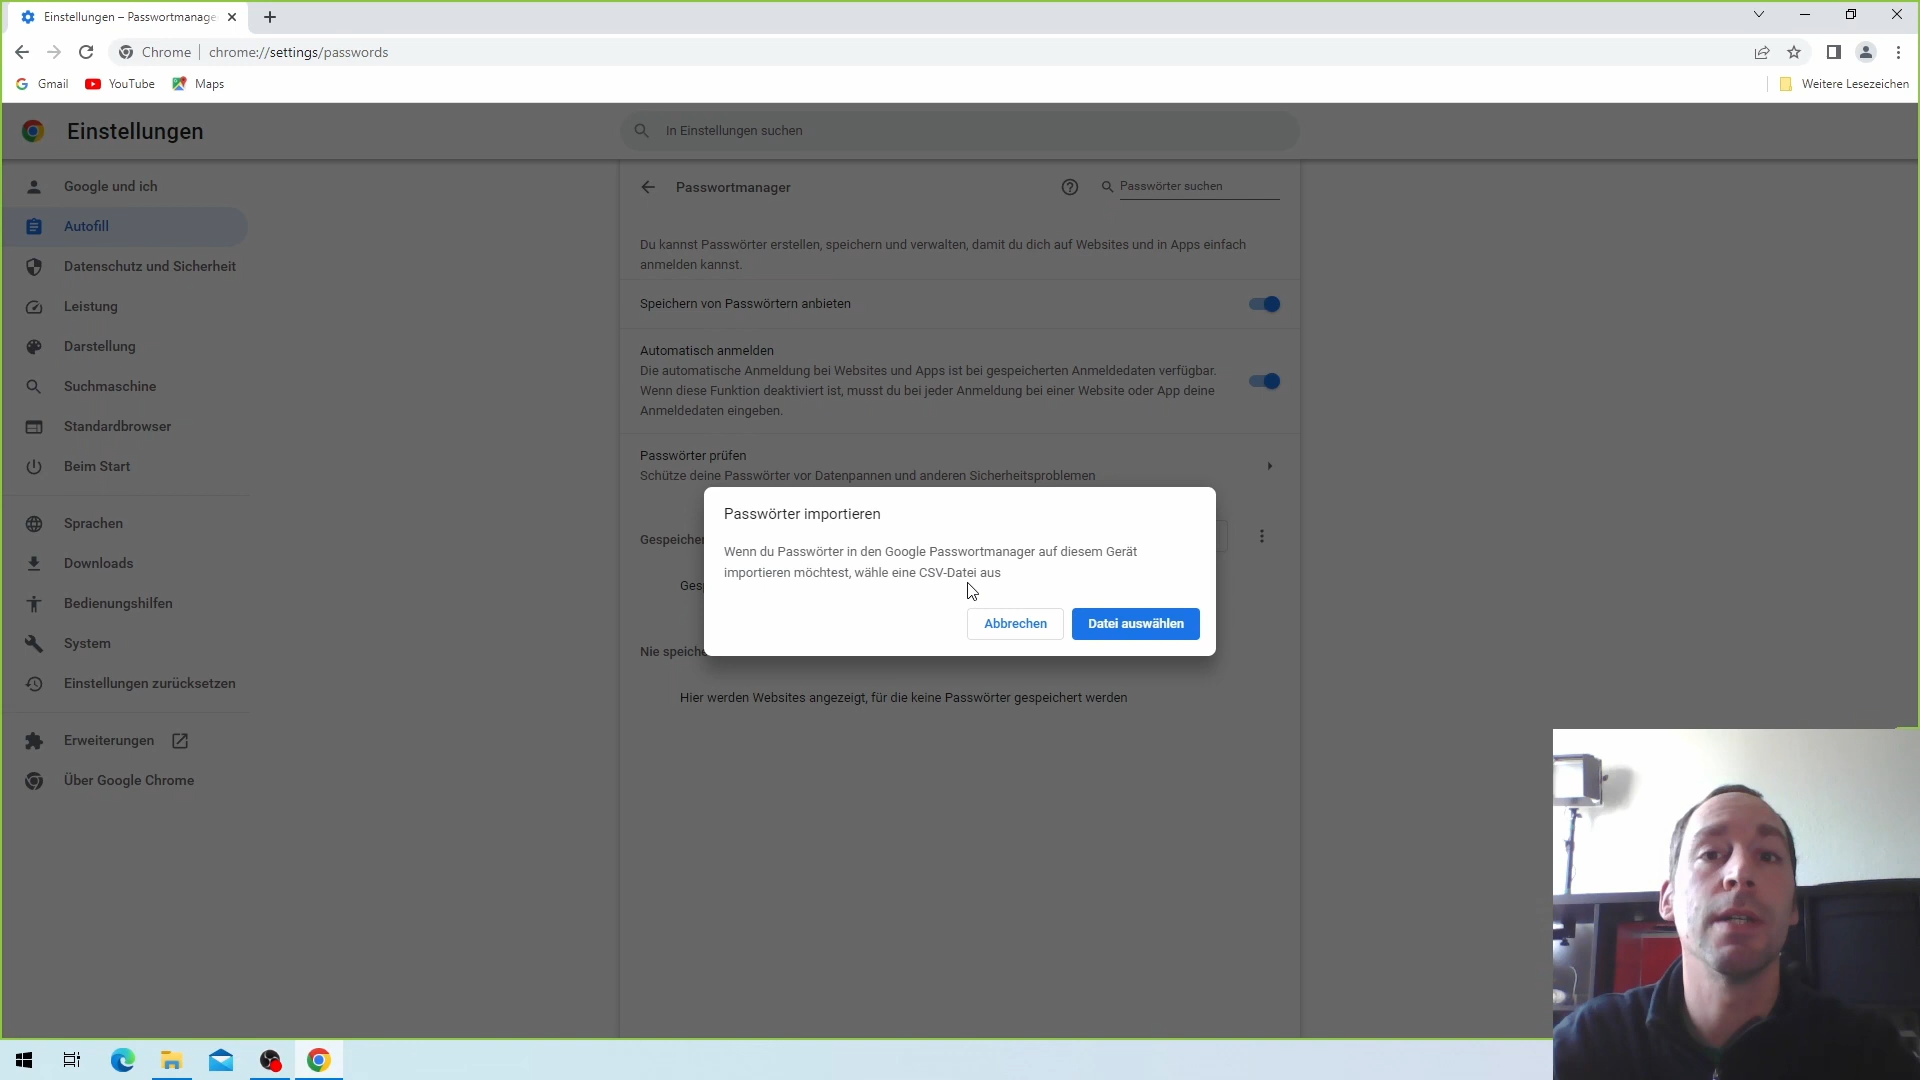 Einstellungen – Passwortmanage
Chrome
chrome://settings/passwords
Gmail
YouTube
Maps
Weitere Lesezeichen
Einstellungen
In Einstellungen suchen
Google und ich
Autofill
Datenschutz und Sicherheit
Leistung
Darstellung
Suchmaschine
Standardbrowser
Beim Start
Sprachen
Downloads
Bedienungshilfen
System
Einstellungen zurücksetzen
Erweiterungen
Über Google Chrome
Passwortmanager
Passwörter suchen
Du kannst Passwörter erstellen, speichern und verwalten, damit du dich auf Websites und in Apps einfach
anmelden kannst.
Speichern von Passwörtern anbieten
Automatisch anmelden
Die automatische Anmeldung bei Websites und Apps ist bei gespeicherten Anmeldedaten verfügbar.
Wenn diese Funktion deaktiviert ist, musst du bei jeder Anmeldung bei einer Website oder App deine
Anmeldedaten eingeben.
Passwörter prüfen
Schütze deine Passwörter vor Datenpannen und anderen Sicherheitsproblemen
Gespeicher
Gesp
Passwörter importieren
Wenn du Passwörter in den Google Passwortmanager auf diesem Gerät
importieren möchtest, wähle eine CSV-Datei aus
Abbrechen
Datei auswählen
Nie speiche
Hier werden Websites angezeigt, für die keine Passwörter gespeichert werden